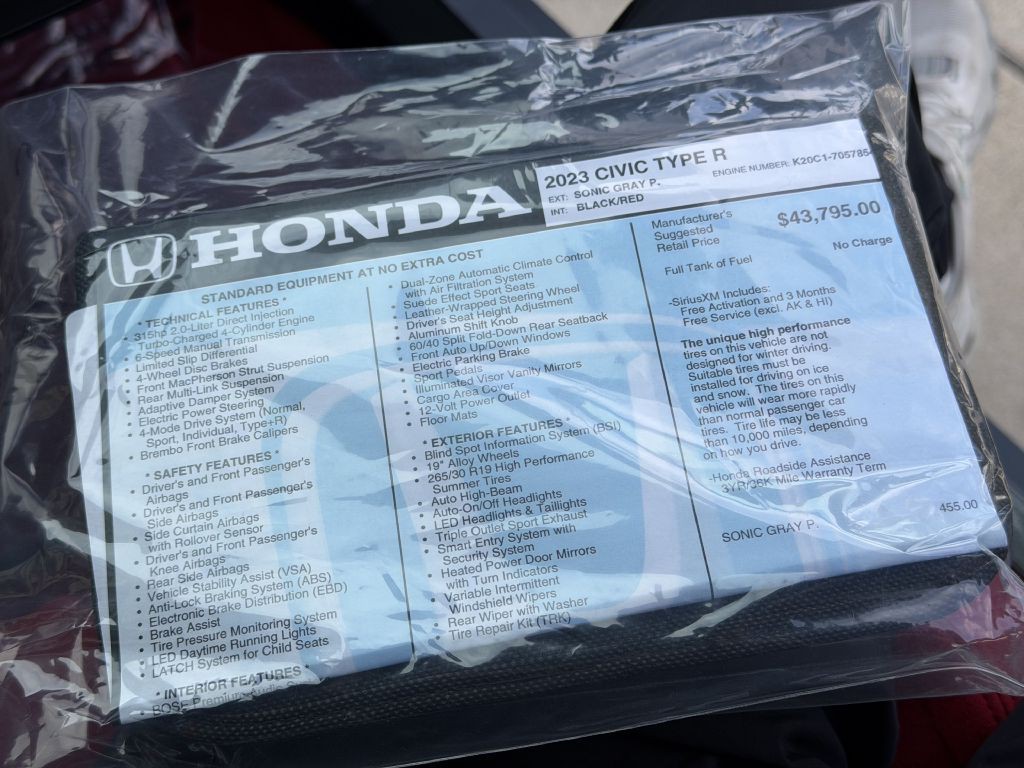 HONDA
2023 CIVIC TYPE R
EXT: SONIC GRAY P.
INT: BLACK/RED
ENGINE NUMBER: K20C1-705785
STANDARD EQUIPMENT AT NO EXTRA COST
* TECHNICAL FEATURES *
• 315hp 2.0-Liter Direct Injection
Turbo-Charged 4-Cylinder Engine
• 6-Speed Manual Transmission
• Limited Slip Differential
• 4-Wheel Disc Brakes
• Front MacPherson Strut Suspension
• Rear Multi-Link Suspension
• Adaptive Damper System
• Electric Power Steering
• 4-Mode Drive System (Normal,
Sport, Individual, Type+R)
• Brembo Front Brake Calipers
* SAFETY FEATURES *
• Driver's and Front Passenger's
Airbags
• Driver's and Front Passenger's
Side Airbags
• Side Curtain Airbags
with Rollover Sensor
• Driver's and Front Passenger's
Knee Airbags
• Rear Side Airbags
• Vehicle Stability Assist (VSA)
• Anti-Lock Braking System (ABS)
• Electronic Brake Distribution (EBD)
• Brake Assist
• Tire Pressure Monitoring System
• LED Daytime Running Lights
• LATCH System for Child Seats
* INTERIOR FEATURES *
• BOSE Premium Audio
• Dual-Zone Automatic Climate Control
with Air Filtration System
• Suede Effect Sport Seats
• Leather-Wrapped Steering Wheel
• Driver's Seat Height Adjustment
• Aluminum Shift Knob
• 60/40 Split Fold-Down Rear Seatback
• Front Auto Up/Down Windows
• Electric Parking Brake
• Sport Pedals
• Illuminated Visor Vanity Mirrors
• Cargo Area Cover
• 12-Volt Power Outlet
• Floor Mats
* EXTERIOR FEATURES *
• Blind Spot Information System (BSI)
• 19" Alloy Wheels
• 265/30 R19 High Performance
Summer Tires
• Auto High-Beam
• Auto-On/Off Headlights
• LED Headlights & Taillights
• Triple Outlet Sport Exhaust
• Smart Entry System with
Security System
• Heated Power Door Mirrors
with Turn Indicators
• Variable Intermittent
Windshield Wipers
• Rear Wiper with Washer
• Tire Repair Kit (TRK)
Manufacturer's
Suggested
Retail Price $43,795.00
Full Tank of Fuel No Charge
-SiriusXM Includes:
Free Activation and 3 Months
Free Service (excl. AK & HI)
The unique high performance
tires on this vehicle are not
designed for winter driving.
Suitable tires must be
installed for driving on ice
and snow. The tires on this
vehicle will wear more rapidly
than normal passenger car
tires. Tire life may be less
than 10,000 miles, depending
on how you drive.
-Honda Roadside Assistance
3YR/36K Mile Warranty Term
SONIC GRAY P. 455.00